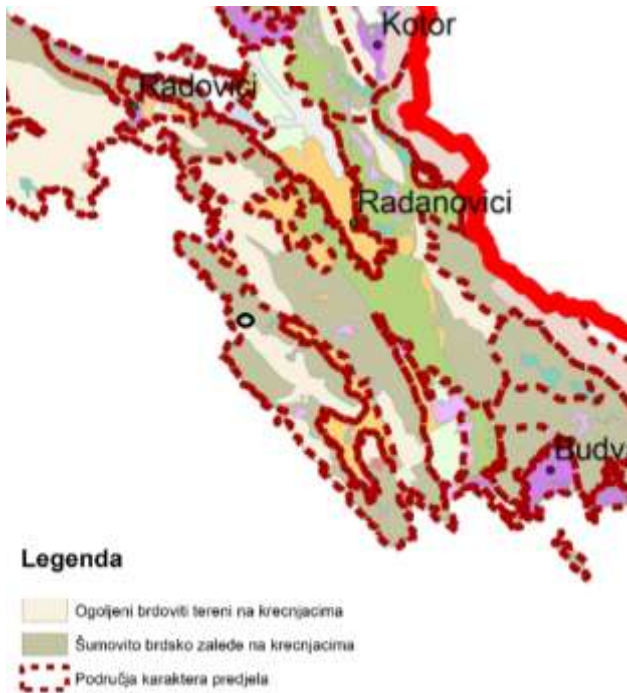 Kotor
Radovici
Radanovici
Budv
Legenda
Ogoljeni brdoviti tereni na krecnjacima
Šumovito brdsko zaleđe na krecnjacima
Područja karaktera predjela